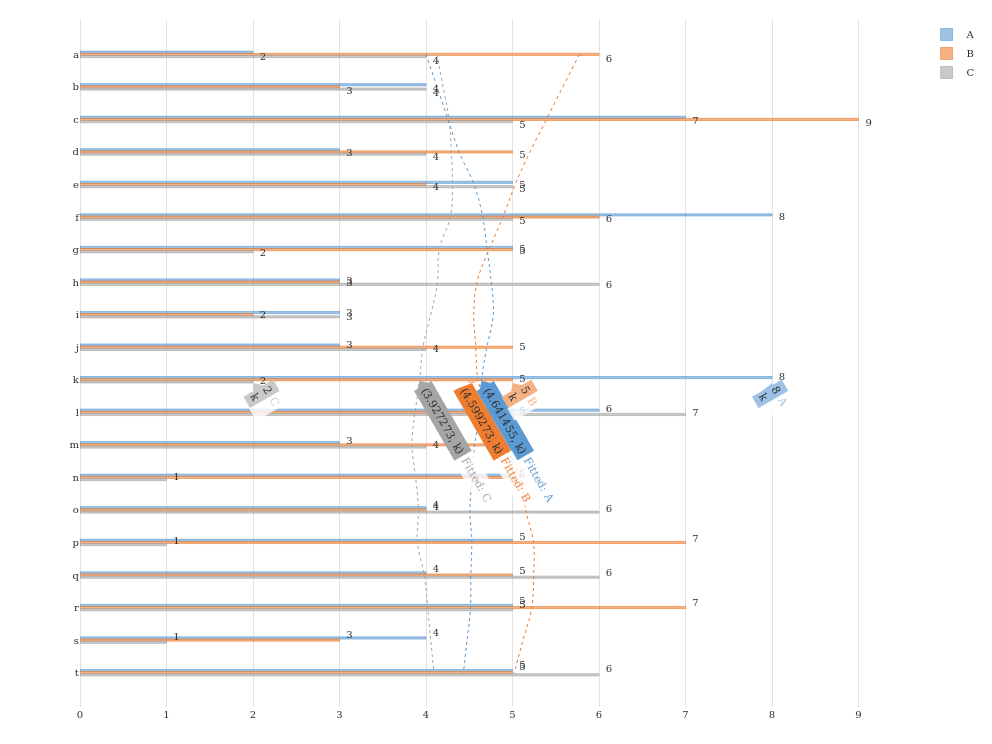 A
B
C
a 2 4 6
b 3 4 4
c 5 7 9
d 3 4 5
e 4 5 5
f 5 6 8
g 2 5 5
h 3 3 6
i 2 3 3
j 3 4 5
k 2 5 8
2 k C
(3.927273, k) Fitted: C
(4.599273, k) Fitted: B
(4.641455, k) Fitted: A
5 k B
8 k A
l 5 6 7
m 3 4
n 1
o 4 4 6
p 1 5 7
q 4 5 6
r 5 5 7
s 1 3 4
t 5 5 6
0 1 2 3 4 5 6 7 8 9